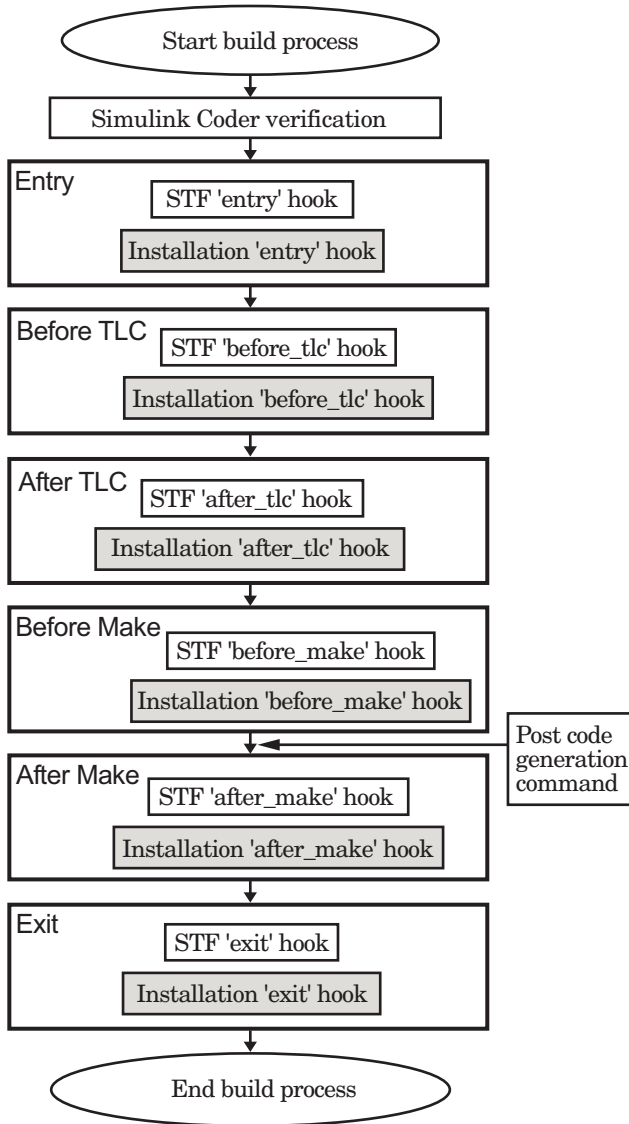 Start build process
Simulink Coder verification
Entry
STF 'entry' hook
Installation 'entry' hook
Before TLC
STF 'before_tlc' hook
Installation 'before_tlc' hook
After TLC
STF 'after_tlc' hook
Installation 'after_tlc' hook
Before Make
STF 'before_make' hook
Installation 'before_make' hook
Post code
generation
command
After Make
STF 'after_make' hook
Installation 'after_make' hook
Exit
STF 'exit' hook
Installation 'exit' hook
End build process